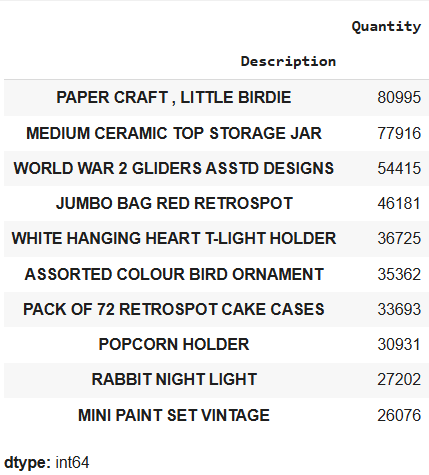 Quantity
Description
PAPER CRAFT , LITTLE BIRDIE 80995
MEDIUM CERAMIC TOP STORAGE JAR 77916
WORLD WAR 2 GLIDERS ASSTD DESIGNS 54415
JUMBO BAG RED RETROSPOT 46181
WHITE HANGING HEART T-LIGHT HOLDER 36725
ASSORTED COLOUR BIRD ORNAMENT 35362
PACK OF 72 RETROSPOT CAKE CASES 33693
POPCORN HOLDER 30931
RABBIT NIGHT LIGHT 27202
MINI PAINT SET VINTAGE 26076
dtype: int64